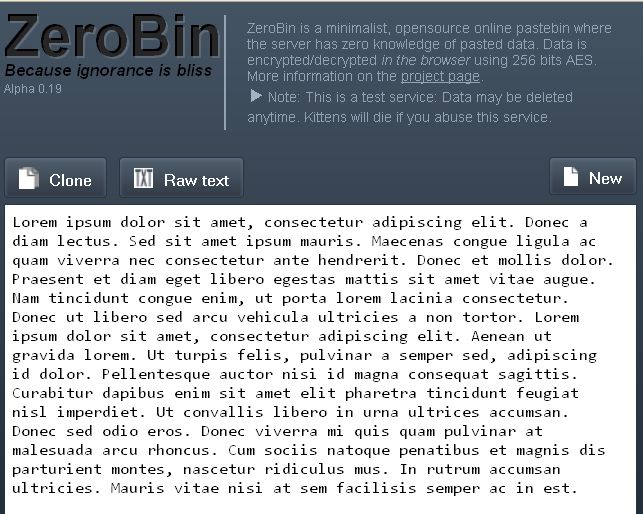 ZeroBin
Because ignorance is bliss
Alpha 0.19
ZeroBin is a minimalist, opensource online pastebin where
the server has zero knowledge of pasted data. Data is
encrypted/decrypted in the browser using 256 bits AES.
More information on the project page.
Note: This is a test service: Data may be deleted
anytime. Kittens will die if you abuse this service.
Clone
TXT Raw text
New
Lorem ipsum dolor sit amet, consectetur adipiscing elit. Donec a
diam lectus. Sed sit amet ipsum mauris. Maecenas congue ligula ac
quam viverra nec consectetur ante hendrerit. Donec et mollis dolor.
Praesent et diam eget libero egestas mattis sit amet vitae augue.
Nam tincidunt congue enim, ut porta lorem lacinia consectetur.
Donec ut libero sed arcu vehicula ultricies a non tortor. Lorem
ipsum dolor sit amet, consectetur adipiscing elit. Aenean ut
gravida lorem. Ut turpis felis, pulvinar a semper sed, adipiscing
id dolor. Pellentesque auctor nisi id magna consequat sagittis.
Curabitur dapibus enim sit amet elit pharetra tincidunt feugiat
nisl imperdiet. Ut convallis libero in urna ultrices accumsan.
Donec sed odio eros. Donec viverra mi quis quam pulvinar at
malesuada arcu rhoncus. Cum sociis natoque penatibus et magnis dis
parturient montes, nascetur ridiculus mus. In rutrum accumsan
ultricies. Mauris vitae nisi at sem facilisis semper ac in est.